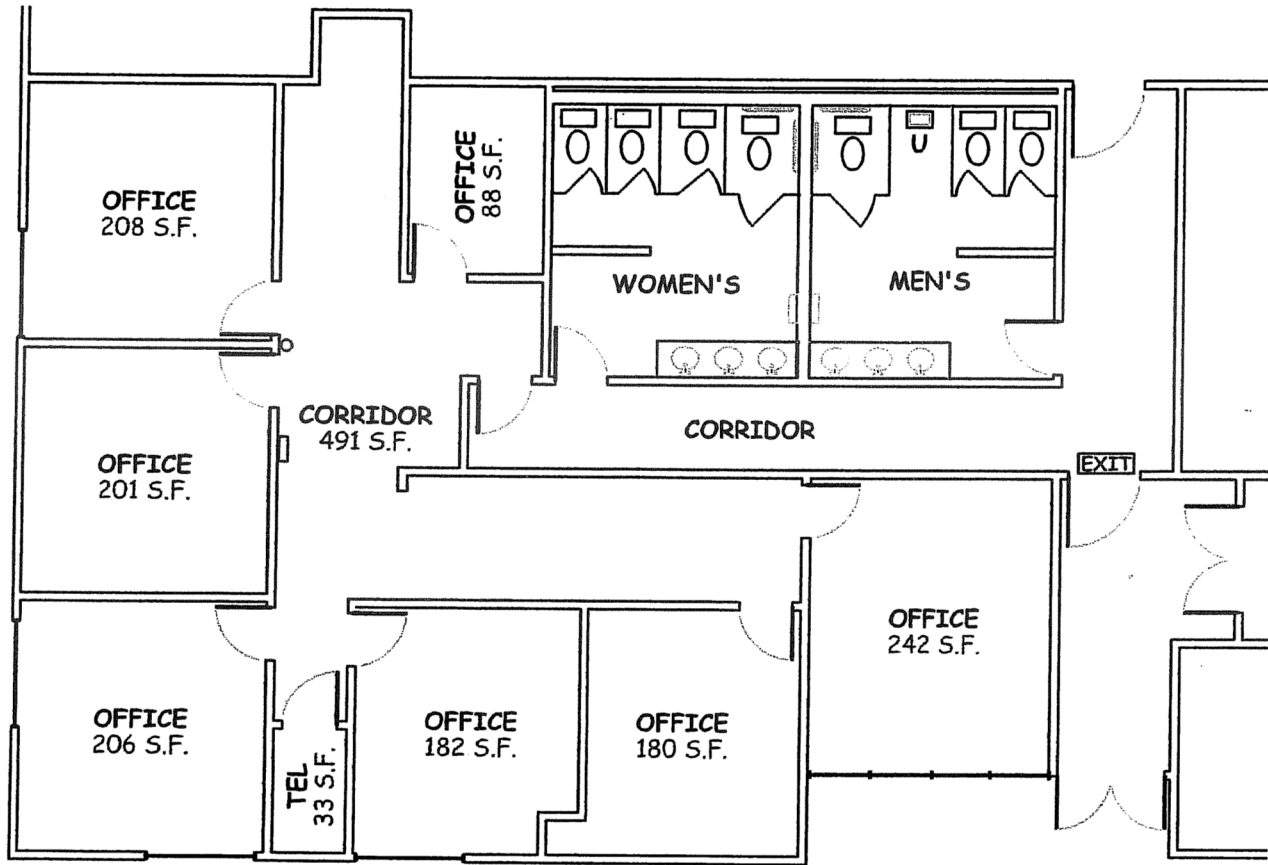 OFFICE
208 S.F.
OFFICE
88 S.F.
WOMEN'S
MEN'S
CORRIDOR
491 S.F.
CORRIDOR
OFFICE
201 S.F.
EXIT
OFFICE
242 S.F.
OFFICE
206 S.F.
TEL
33 S.F.
OFFICE
182 S.F.
OFFICE
180 S.F.